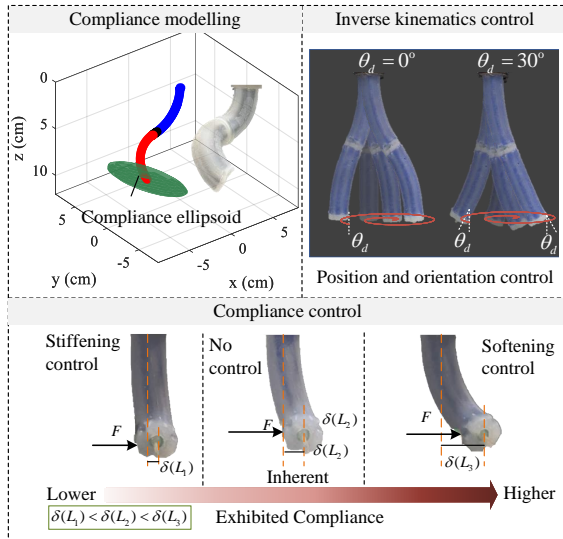 Compliance modelling
0
5
10
z (cm)
Compliance ellipsoid
5
0
-5
y (cm)
5
0
-5
x (cm)
Inverse kinematics control
θd = 0°
θd = 30°
θd
θd
θd
Position and orientation control
Compliance control
Stiffening
control
No
control
Softening
control
F
δ(L₁)
F
δ(L₂)
δ(L₂)
F
δ(L₃)
Inherent
Lower
Higher
δ(L₁) < δ(L₂) < δ(L₃)
Exhibited Compliance